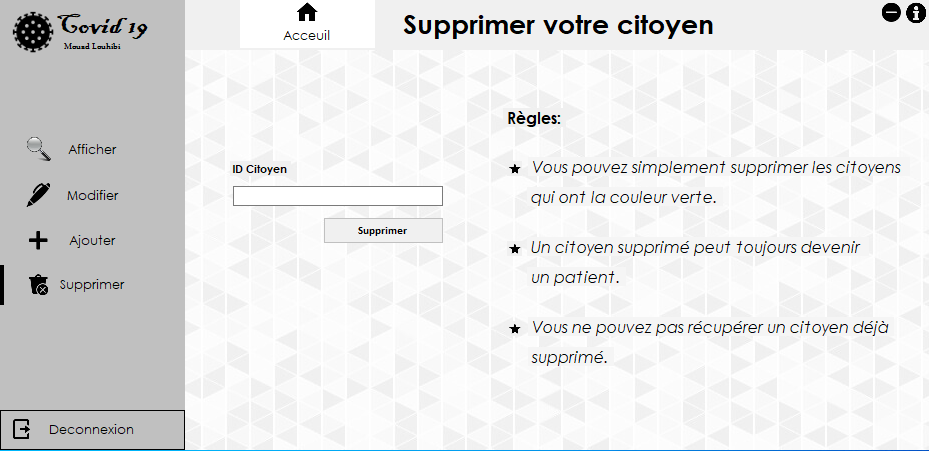 Covid 19
Mouad Louhibi
Acceuil
Supprimer votre citoyen
Afficher
Modifier
Ajouter
Supprimer
Deconnexion
ID Citoyen
Supprimer
Règles:
Vous pouvez simplement supprimer les citoyens
qui ont la couleur verte.
Un citoyen supprimé peut toujours devenir
un patient.
Vous ne pouvez pas récupérer un citoyen déjà
supprimé.